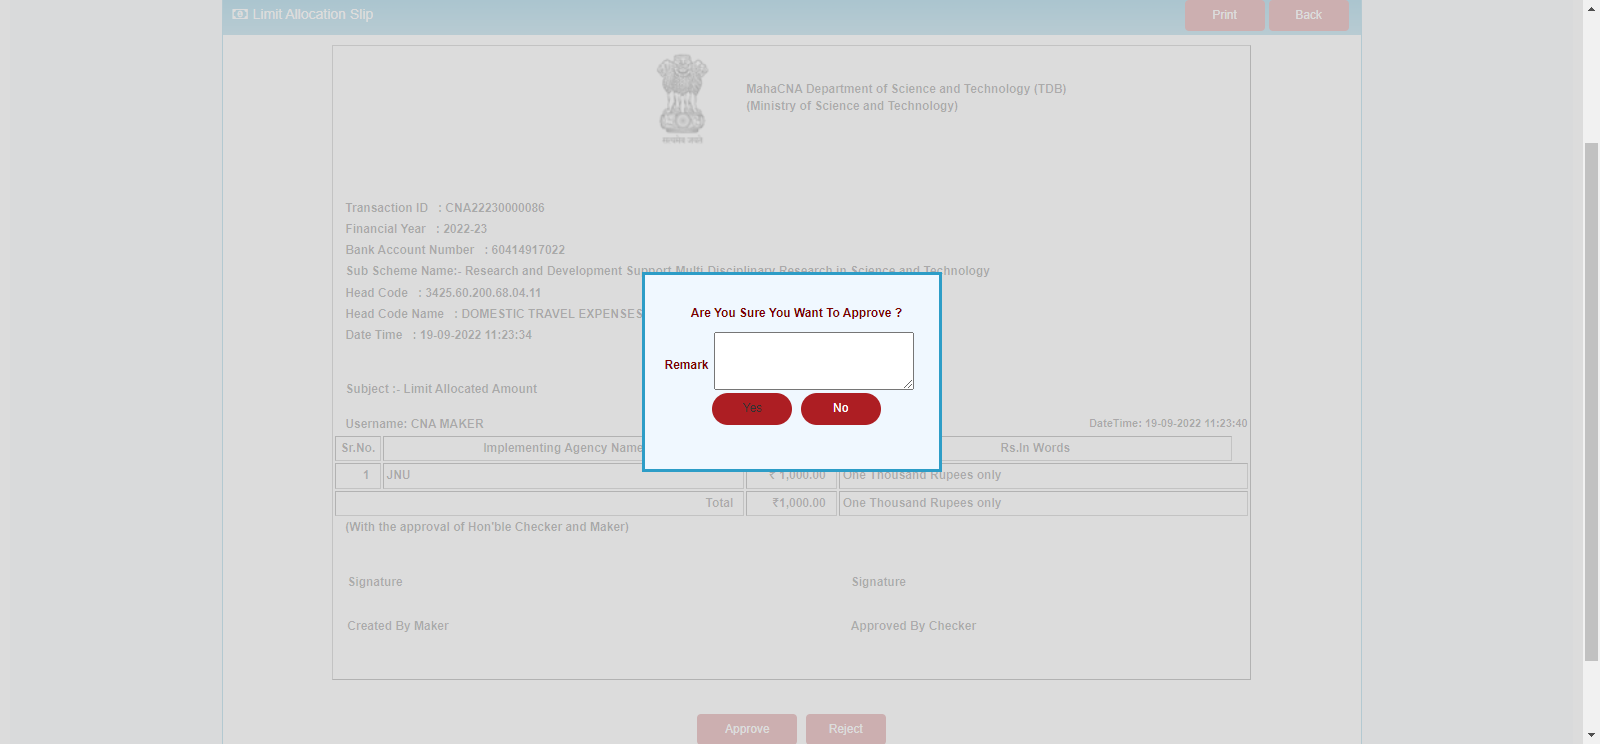 Limit Allocation Slip
Print
Back
MahaCNA Department of Science and Technology (TDB)
(Ministry of Science and Technology)
सत्यमेव जयते
Transaction ID : CNA22230000086
Financial Year : 2022-23
Bank Account Number : 60414917022
Sub Scheme Name:- Research and Development Support Multi Disciplinary Research in Science and Technology
Head Code : 3425.60.200.68.04.11
Head Code Name : DOMESTIC TRAVEL EXPENSES
Date Time : 19-09-2022 11:23:34
Subject :- Limit Allocated Amount
Username: CNA MAKER
DateTime: 19-09-2022 11:23:40
Sr.No. Implementing Agency Name Rs.In Words
1 JNU ₹ 1,000.00 One Thousand Rupees only
Total ₹1,000.00 One Thousand Rupees only
(With the approval of Hon'ble Checker and Maker)
Signature Signature
Created By Maker Approved By Checker
Approve Reject
Are You Sure You Want To Approve ?
Remark
Yes No